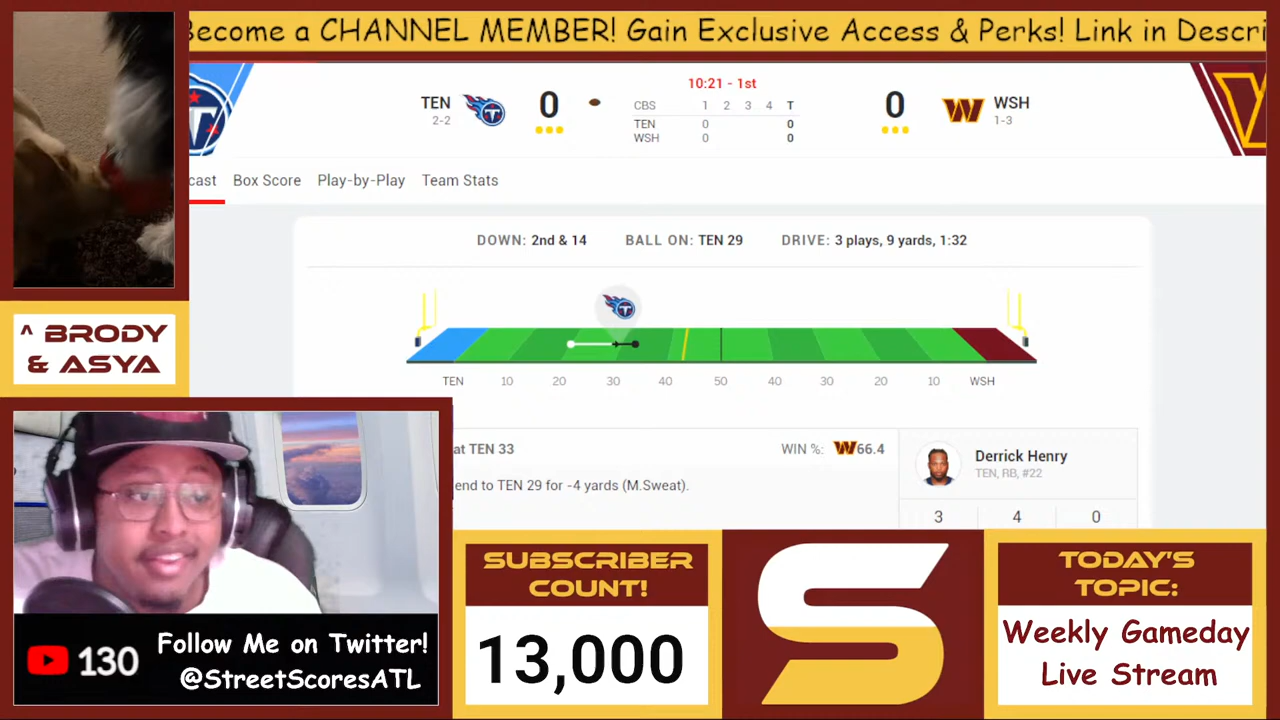 Become a CHANNEL MEMBER! Gain Exclusive Access & Perks! Link in Descri
10:21 - 1st
TEN 0 CBS 1 2 3 4 T 0 WSH
2-2 TEN 0 0 1-3
WSH 0 0
cast Box Score Play-by-Play Team Stats
DOWN: 2nd & 14 BALL ON: TEN 29 DRIVE: 3 plays, 9 yards, 1:32
TEN 10 20 30 40 50 40 30 20 10 WSH
at TEN 33 WIN %: 66.4
end to TEN 29 for -4 yards (M.Sweat).
Derrick Henry
TEN, RB, #22
3 4 0
^ BRODY
& ASYA
130 Follow Me on Twitter!
@StreetScoresATL
SUBSCRIBER
COUNT!
13,000
S
TODAY'S
TOPIC:
Weekly Gameday
Live Stream